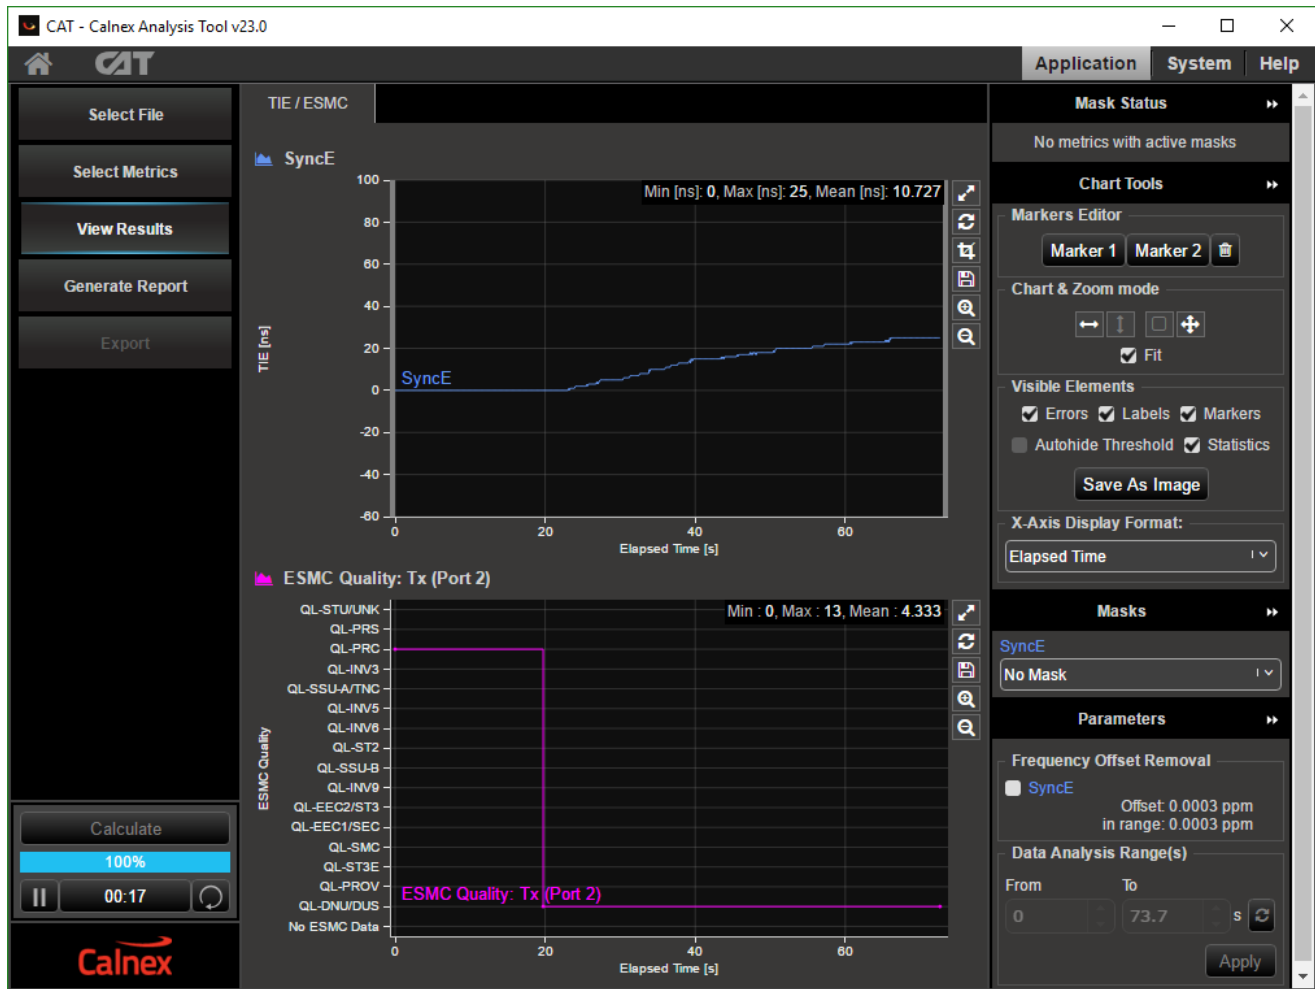 CAT - Calnex Analysis Tool v23.0
CAT
Application System Help
Select File
Select Metrics
View Results
Generate Report
Export
Calculate
100%
00:17
Calnex
TIE / ESMC
SyncE
Min [ns]: 0, Max [ns]: 25, Mean [ns]: 10.727
100
80
60
40
20
0
-20
-40
-60
TIE [ns]
SyncE
0 20 40 60
Elapsed Time [s]
ESMC Quality: Tx (Port 2)
Min : 0, Max : 13, Mean : 4.333
QL-STU/UNK
QL-PRS
QL-PRC
QL-INV3
QL-SSU-A/TNC
QL-INV5
QL-INV6
QL-ST2
QL-SSU-B
QL-INV9
QL-EEC2/ST3
QL-EEC1/SEC
QL-SMC
QL-ST3E
QL-PROV
QL-DNU/DUS
No ESMC Data
ESMC Quality
ESMC Quality: Tx (Port 2)
0 20 40 60
Elapsed Time [s]
Mask Status
No metrics with active masks
Chart Tools
Markers Editor
Marker 1 Marker 2
Chart & Zoom mode
Fit
Visible Elements
Errors Labels Markers
Autohide Threshold Statistics
Save As Image
X-Axis Display Format:
Elapsed Time
Masks
SyncE
No Mask
Parameters
Frequency Offset Removal
SyncE
Offset: 0.0003 ppm
in range: 0.0003 ppm
Data Analysis Range(s)
From To
0 73.7 s
Apply